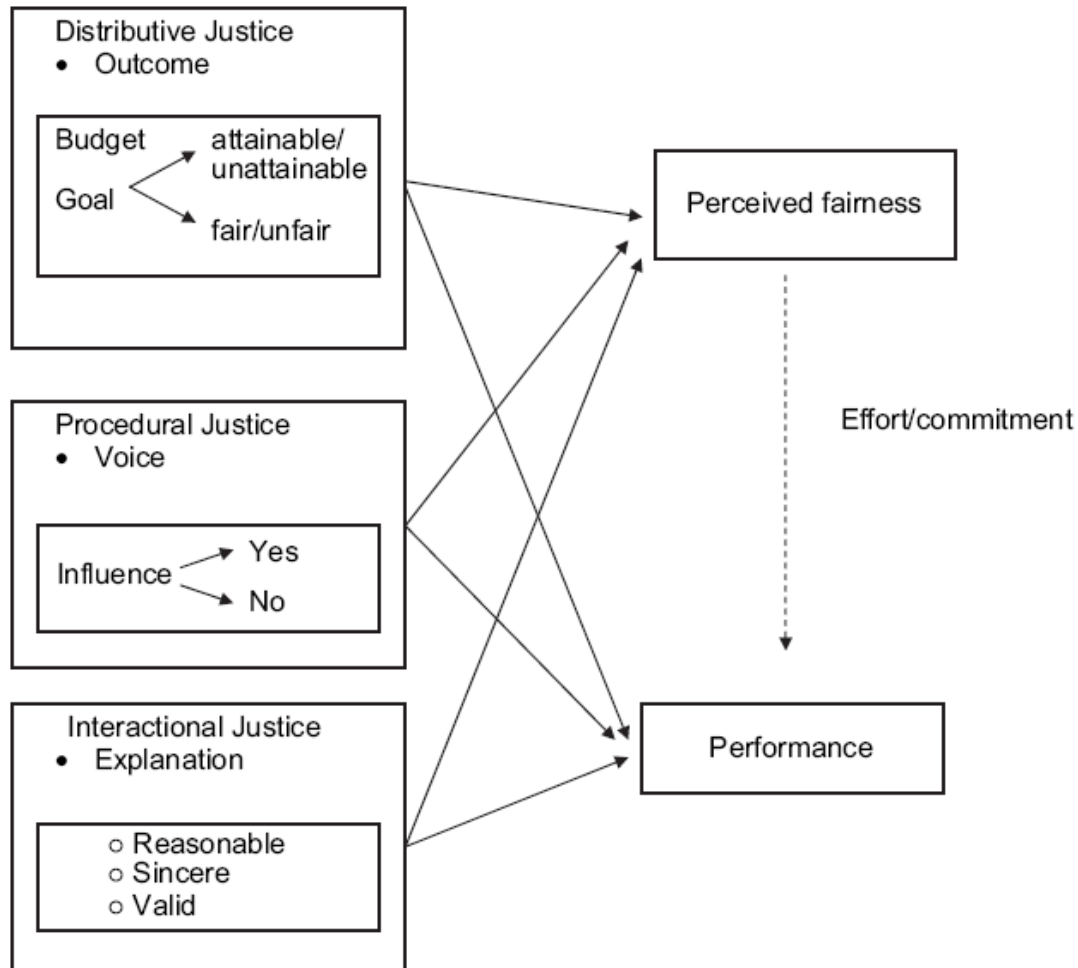 Distributive Justice
• Outcome
Budget
Goal
attainable/
unattainable
fair/unfair
Procedural Justice
• Voice
Influence
Yes
No
Interactional Justice
• Explanation
○ Reasonable
○ Sincere
○ Valid
Perceived fairness
Effort/commitment
Performance